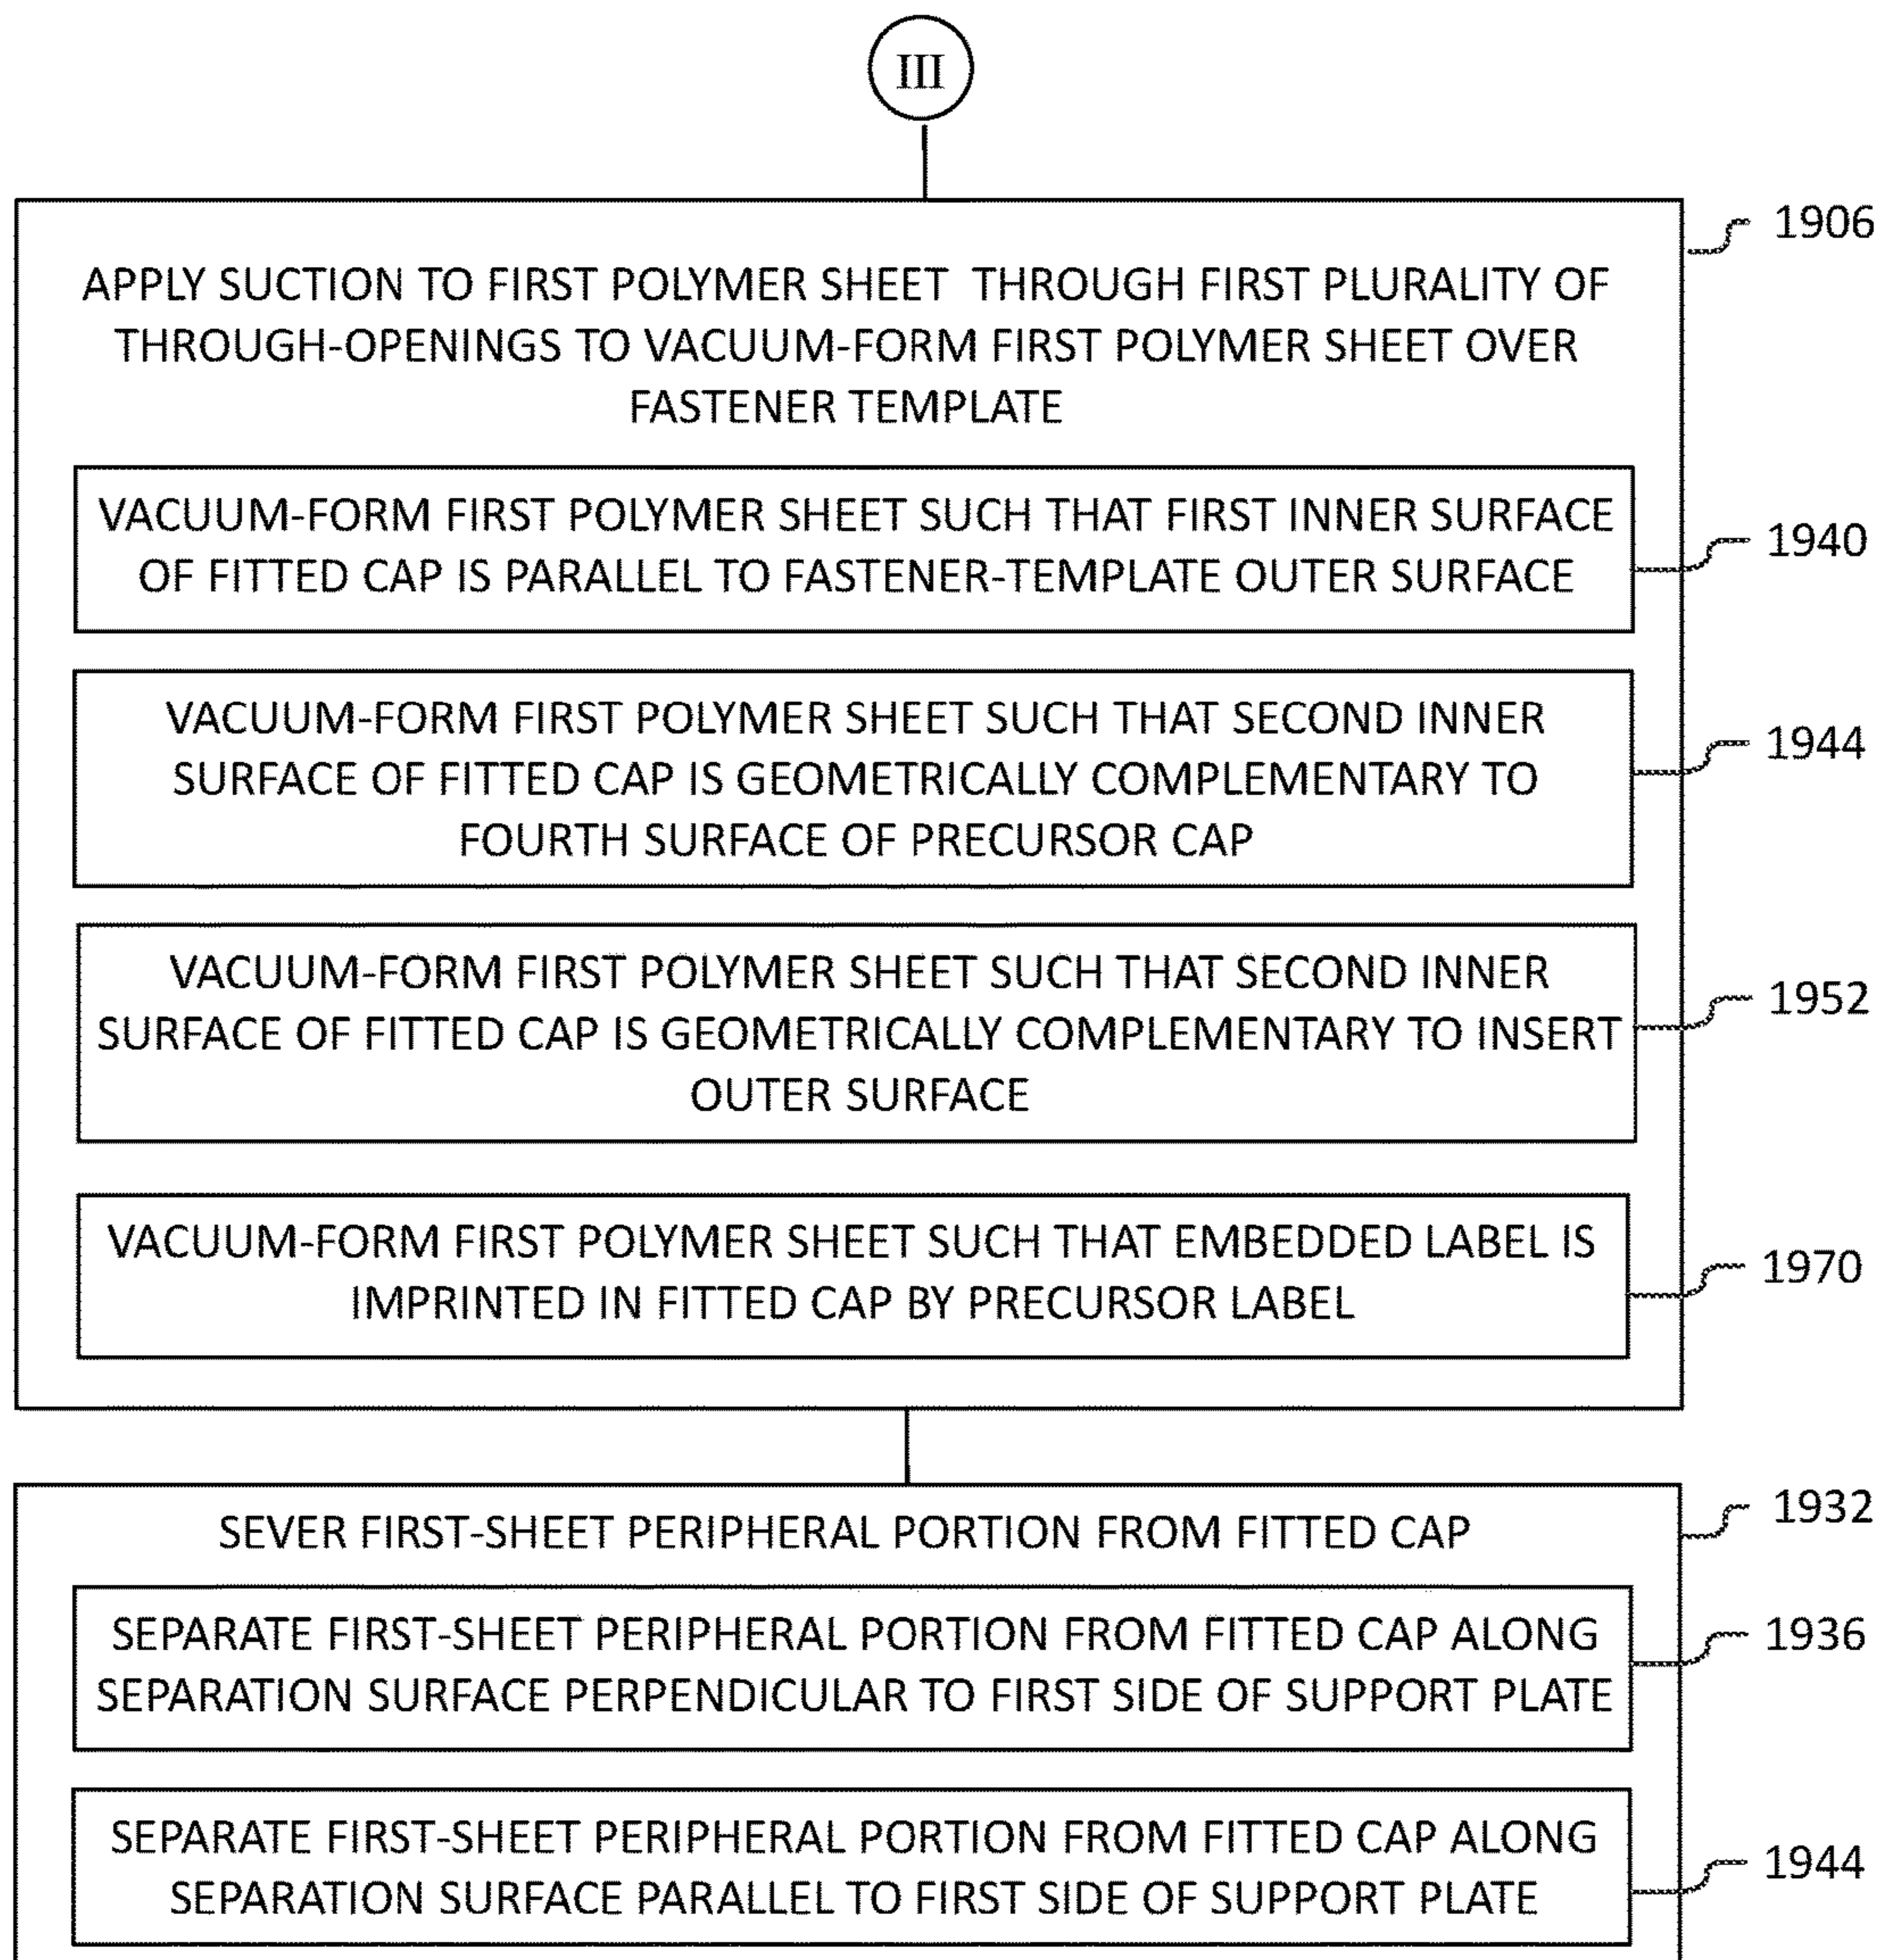 III
1906
APPLY SUCTION TO FIRST POLYMER SHEET THROUGH FIRST PLURALITY OF
THROUGH-OPENINGS TO VACUUM-FORM FIRST POLYMER SHEET OVER
FASTENER TEMPLATE
VACUUM-FORM FIRST POLYMER SHEET SUCH THAT FIRST INNER SURFACE
OF FITTED CAP IS PARALLEL TO FASTENER-TEMPLATE OUTER SURFACE
1940
VACUUM-FORM FIRST POLYMER SHEET SUCH THAT SECOND INNER
SURFACE OF FITTED CAP IS GEOMETRICALLY COMPLEMENTARY TO
FOURTH SURFACE OF PRECURSOR CAP
1944
VACUUM-FORM FIRST POLYMER SHEET SUCH THAT SECOND INNER
SURFACE OF FITTED CAP IS GEOMETRICALLY COMPLEMENTARY TO INSERT
OUTER SURFACE
1952
VACUUM-FORM FIRST POLYMER SHEET SUCH THAT EMBEDDED LABEL IS
IMPRINTED IN FITTED CAP BY PRECURSOR LABEL
1970
SEVER FIRST-SHEET PERIPHERAL PORTION FROM FITTED CAP
1932
SEPARATE FIRST-SHEET PERIPHERAL PORTION FROM FITTED CAP ALONG
SEPARATION SURFACE PERPENDICULAR TO FIRST SIDE OF SUPPORT PLATE
1936
SEPARATE FIRST-SHEET PERIPHERAL PORTION FROM FITTED CAP ALONG
SEPARATION SURFACE PARALLEL TO FIRST SIDE OF SUPPORT PLATE
1944